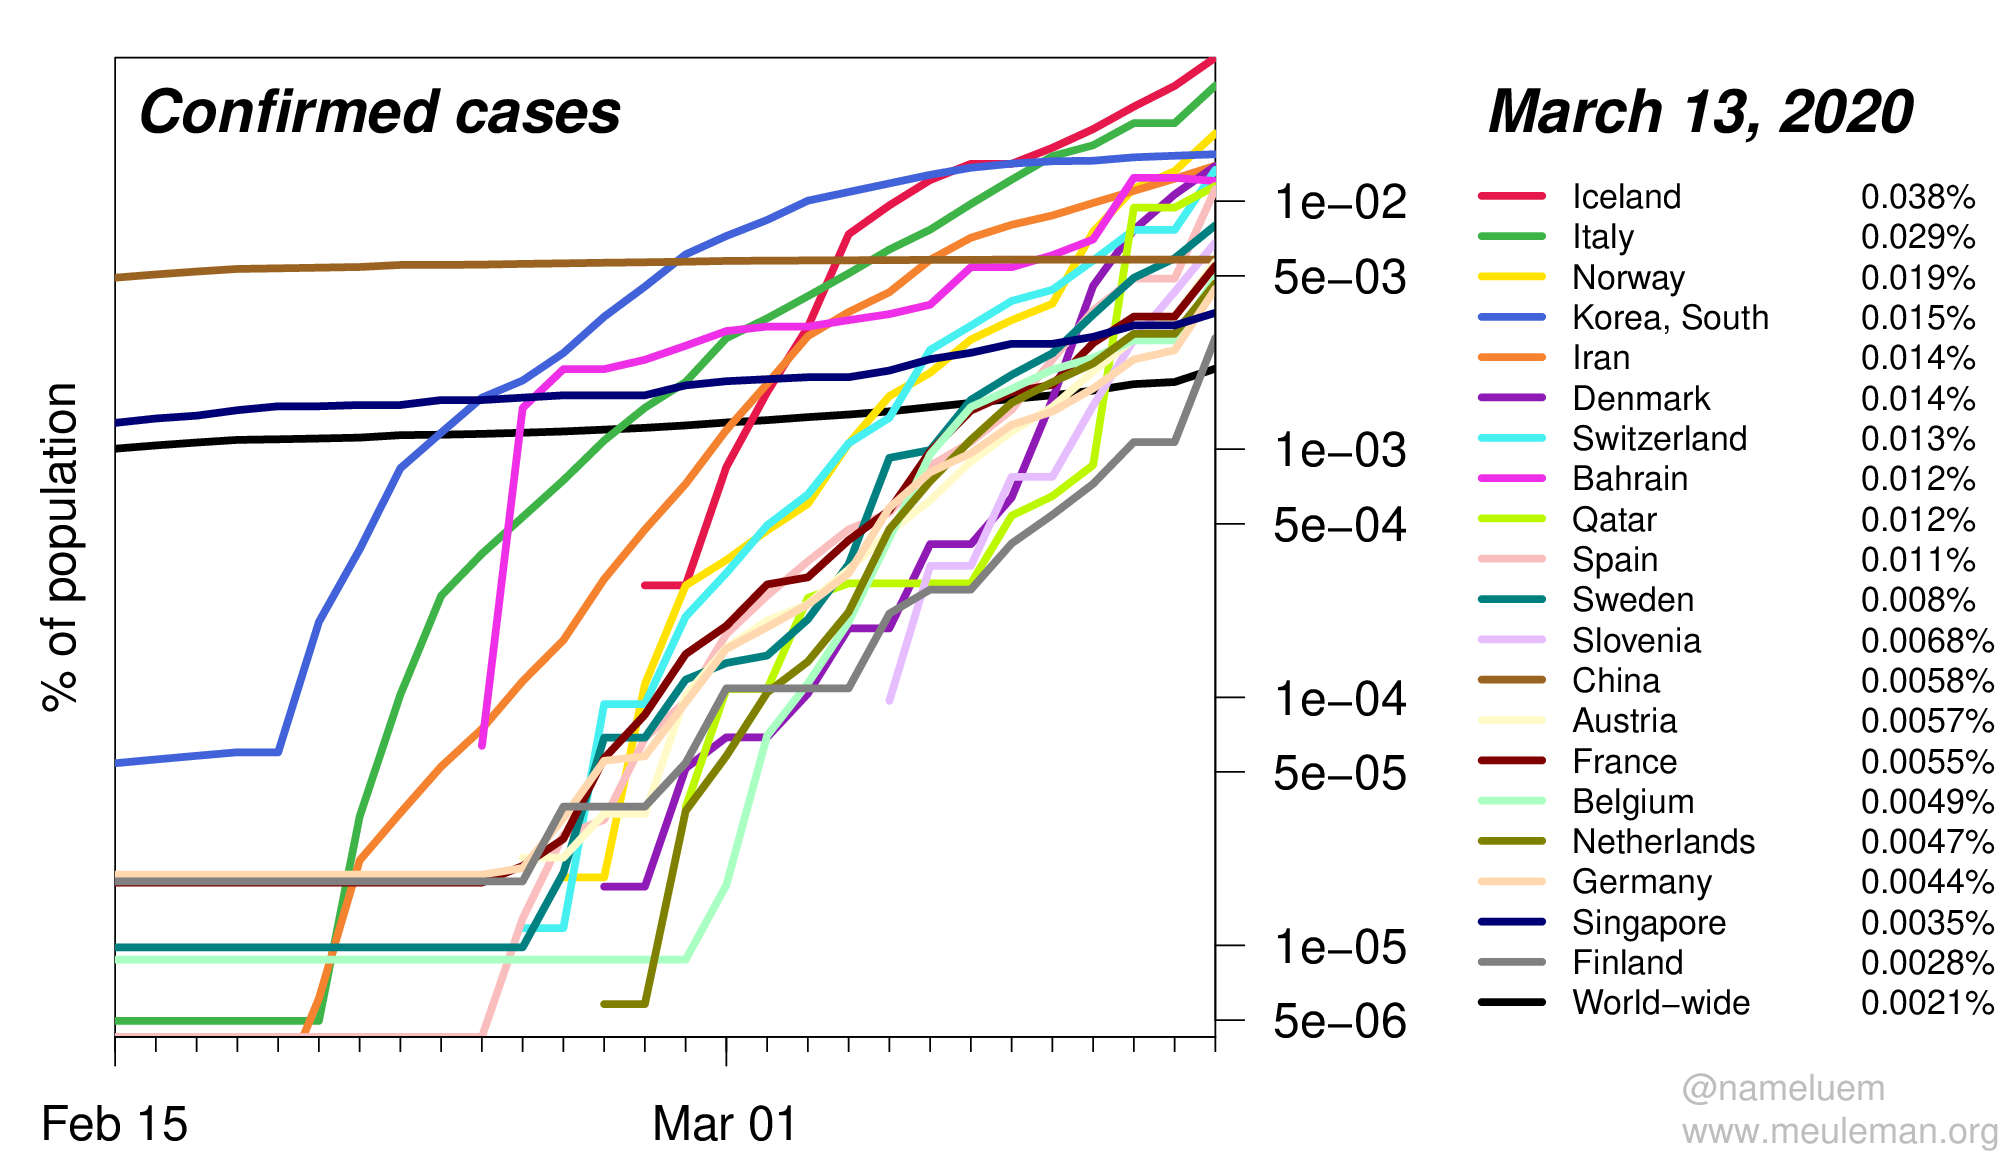 Confirmed cases
March 13, 2020
% of population
1e−02
5e−03
1e−03
5e−04
1e−04
5e−05
1e−05
5e−06
Feb 15
Mar 01
Iceland 0.038%
Italy 0.029%
Norway 0.019%
Korea, South 0.015%
Iran 0.014%
Denmark 0.014%
Switzerland 0.013%
Bahrain 0.012%
Qatar 0.012%
Spain 0.011%
Sweden 0.008%
Slovenia 0.0068%
China 0.0058%
Austria 0.0057%
France 0.0055%
Belgium 0.0049%
Netherlands 0.0047%
Germany 0.0044%
Singapore 0.0035%
Finland 0.0028%
World−wide 0.0021%
@nameluem
www.meuleman.org